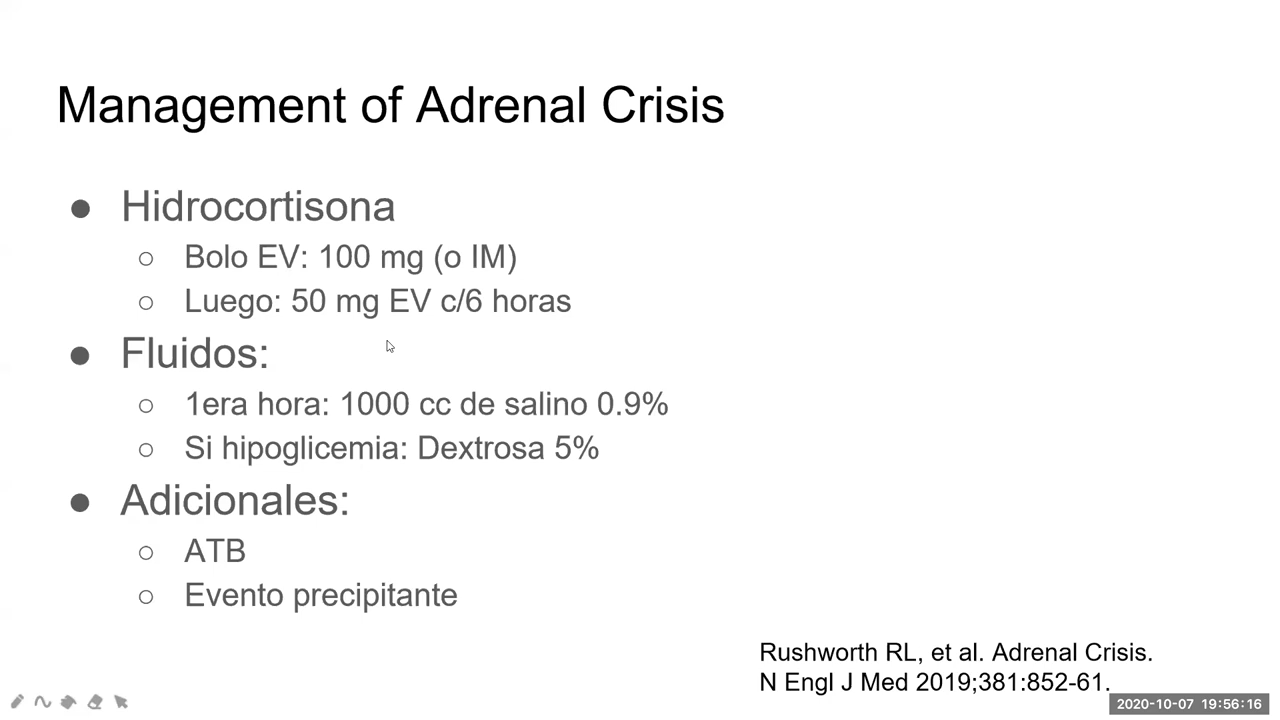 Management of Adrenal Crisis
● Hidrocortisona
○ Bolo EV: 100 mg (o IM)
○ Luego: 50 mg EV c/6 horas
● Fluidos:
○ 1era hora: 1000 cc de salino 0.9%
○ Si hipoglicemia: Dextrosa 5%
● Adicionales:
○ ATB
○ Evento precipitante
Rushworth RL, et al. Adrenal Crisis.
N Engl J Med 2019;381:852-61.
2020-10-07 19:56:16